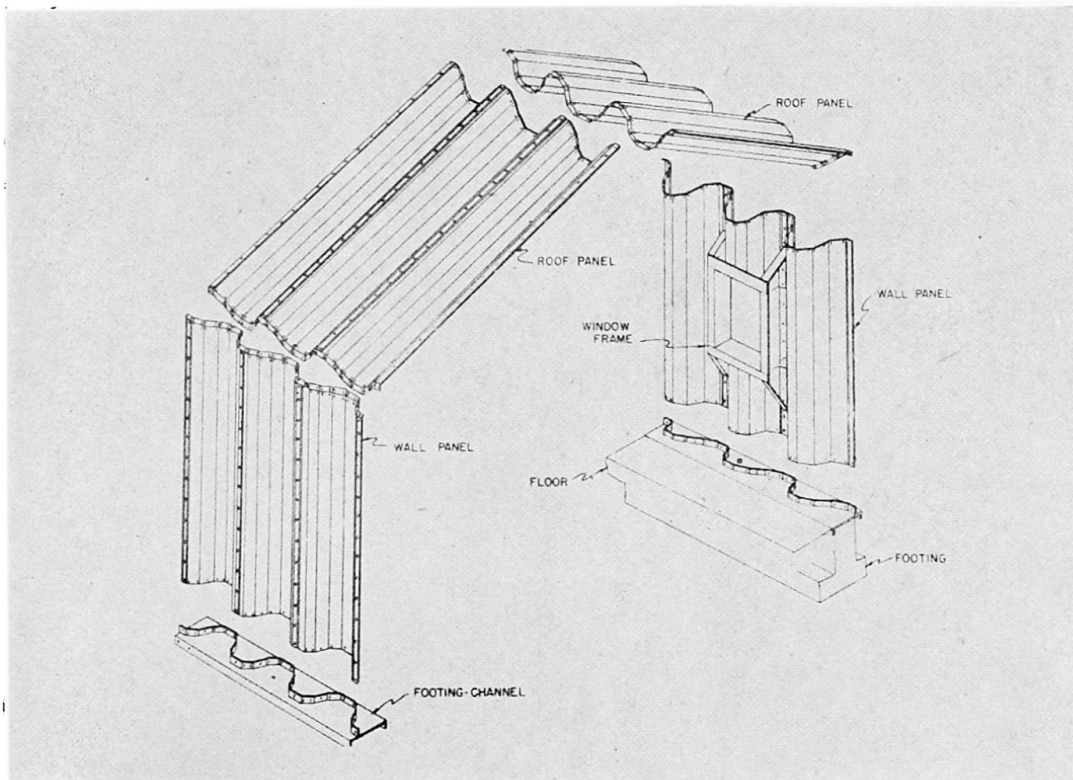 ROOF PANEL
ROOF PANEL
WALL PANEL
WINDOW
FRAME
WALL PANEL
FLOOR
FOOTING
FOOTING-CHANNEL